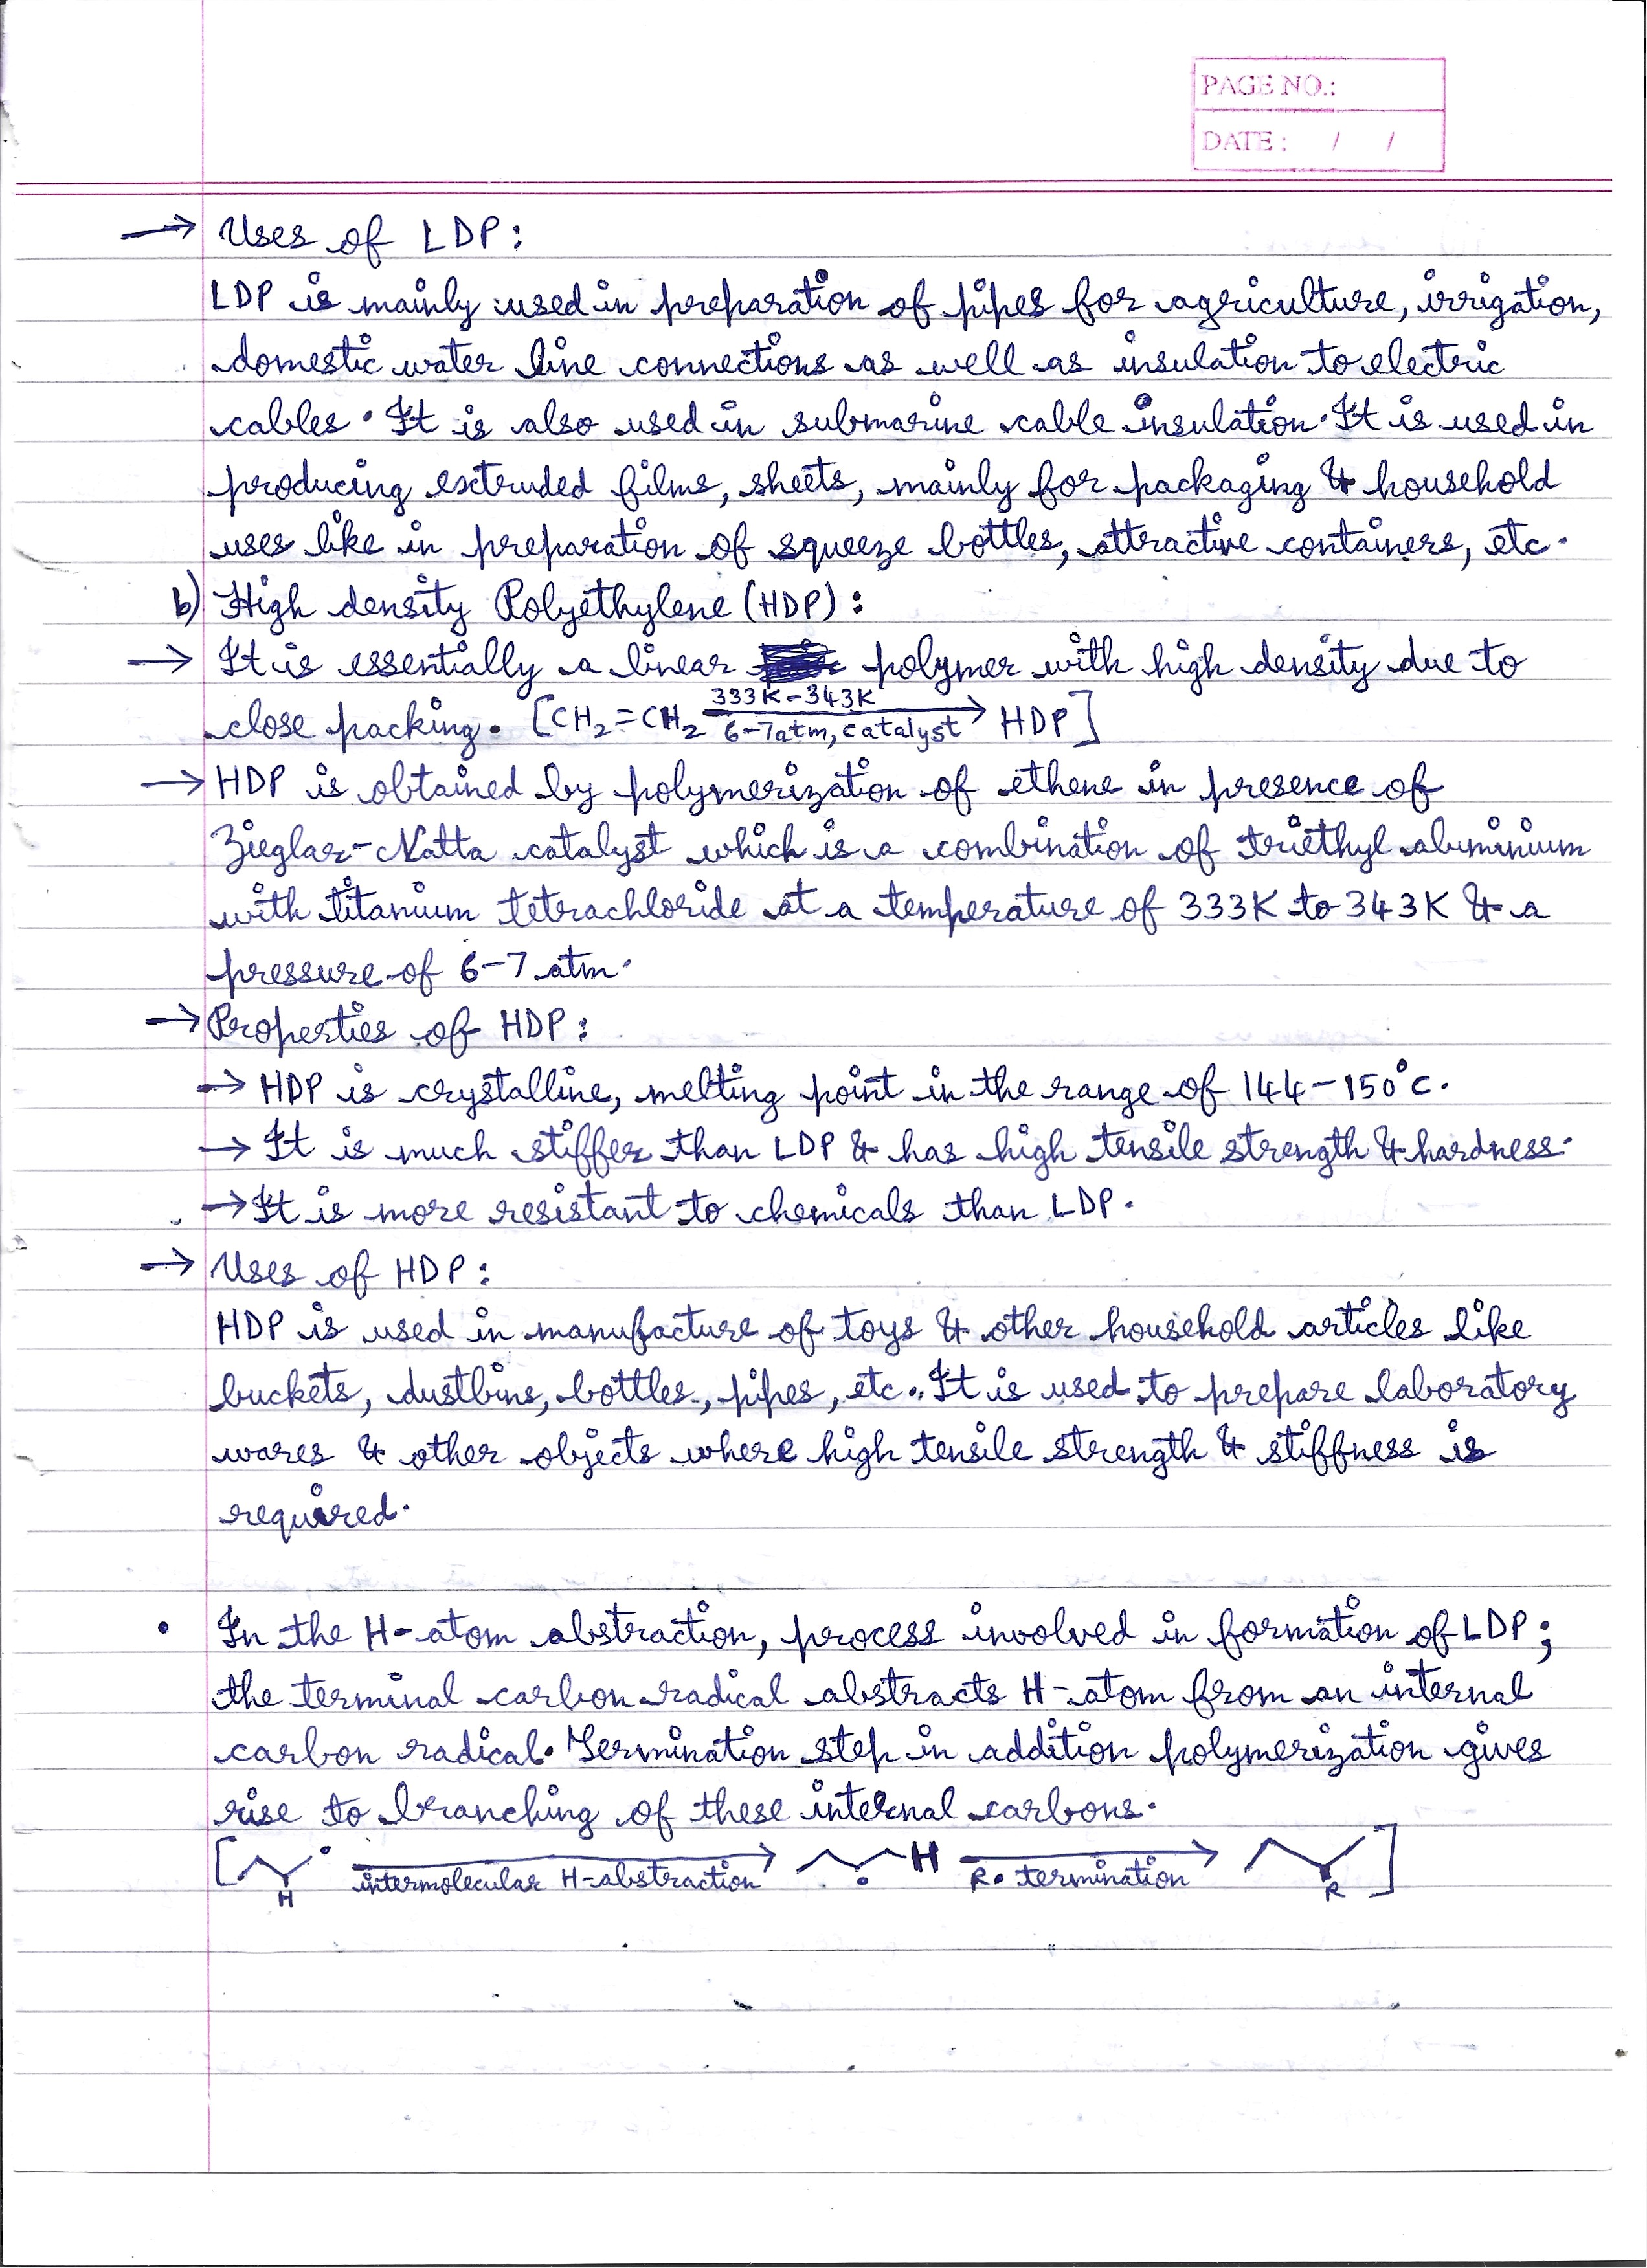 PAGE NO.:
DATE : / /
→ Uses of LDP:
LDP is mainly used in preparation of pipes for agriculture, irrigation,
domestic water line connections as well as insulation to electric
cables. It is also used in submarine cable insulation. It is used in
producing extruded films, sheets, mainly for packaging & household
uses like in preparation of squeeze bottles, attractive containers, etc.
b) High density Polyethylene (HDP):
→ It is essentially a linear polymer with high density due to
close packing. [CH₂=CH₂ 333K-343K → 6-7atm, catalyst HDP]
→ HDP is obtained by polymerization of ethene in presence of
Zieglar-Natta catalyst which is a combination of triethyl aluminium
with titanium tetrachloride at a temperature of 333K to 343K & a
pressure of 6-7 atm.
→ Properties of HDP:
→ HDP is crystalline, melting point in the range of 144-150°c.
→ It is much stiffer than LDP & has high tensile strength & hardness.
→ It is more resistant to chemicals than LDP.
→ Uses of HDP:
HDP is used in manufacture of toys & other household articles like
buckets, dustbins, bottles, pipes, etc. It is used to prepare laboratory
wares & other objects where high tensile strength & stiffness is
required.
• In the H-atom abstraction, process involved in formation of LDP;
the terminal carbon radical abstracts H-atom from an internal
carbon radical. Termination step in addition polymerization gives
rise to branching of these internal carbons.
[ H intermolecular H-abstraction → H R• termination → R ]